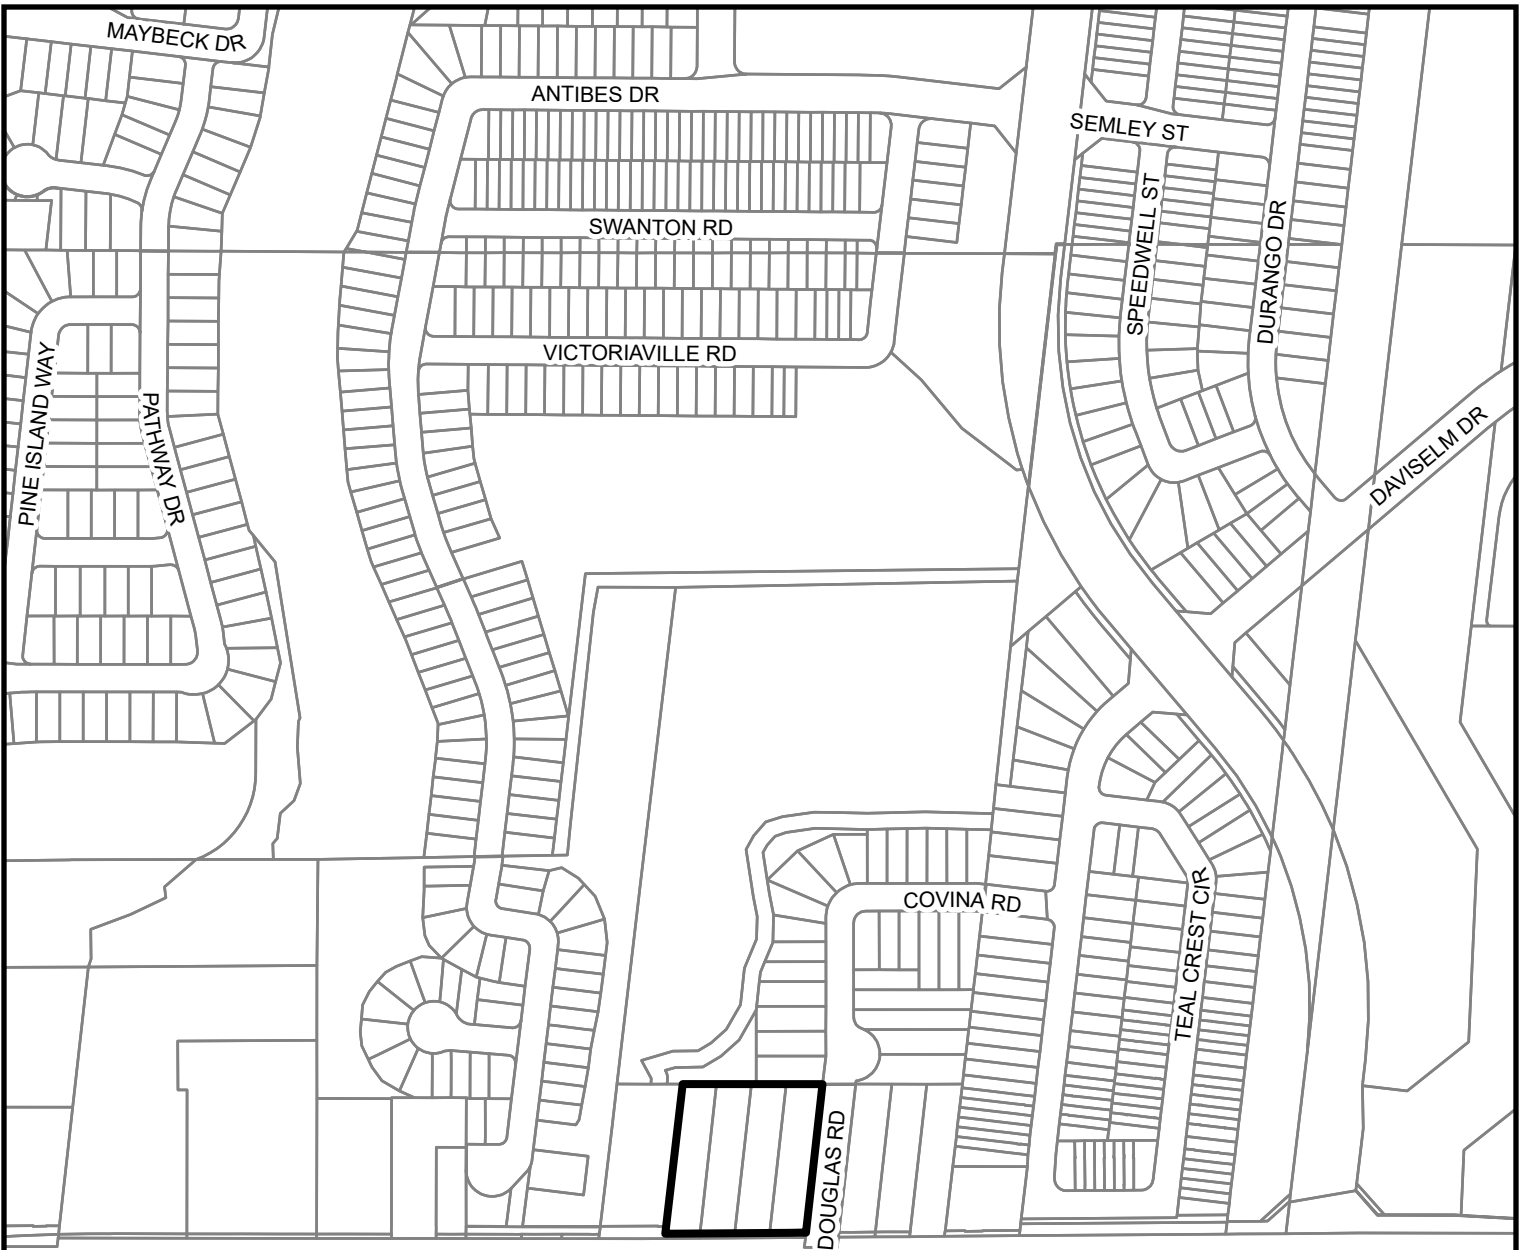 MAYBECK DR
ANTIBES DR
SEMLEY ST
SPEEDWELL ST
SWANTON RD
DURANGO DR
VICTORIAVILLE RD
PINE ISLAND WAY
PATHWAY DR
DAVISELM DR
COVINA RD
TEAL CREST CIR
DOUGLAS RD